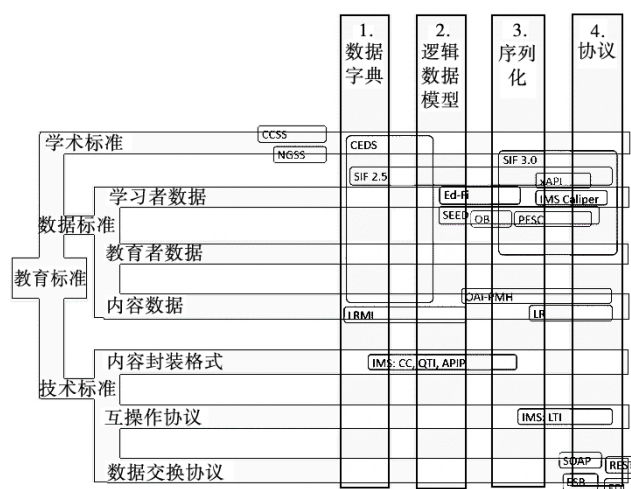 1.
数据
字典
2.
逻辑
数据
模型
3.
序列
化
4.
协议
CCSS
学术标准
CEDS
NGSS
SIF 3.0
SIF 2.5
xAPI
学习者数据
Ed-Fi
IMS Caliper
数据标准
SEED
OB
PESC
教育者数据
教育标准
OAI-PMH
内容数据
LRMI
LR
内容封装格式
IMS: CC, QTI, APIP
技术标准
互操作协议
IMS: LTI
SOAP
REST
数据交换协议
ESB